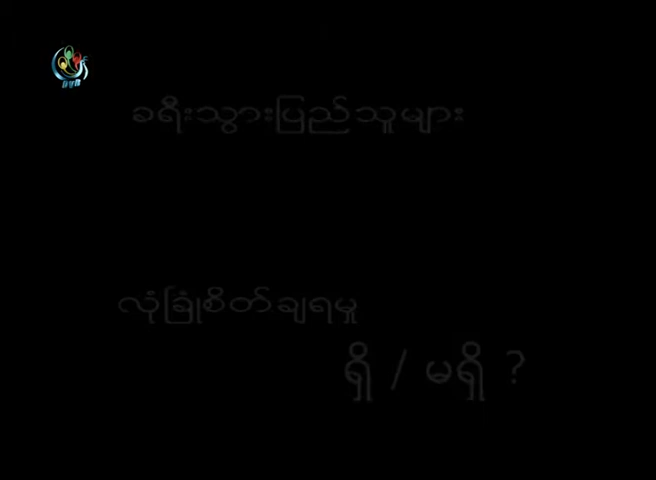 ခရီးသွားပြည်သူများ
လုံခြုံစိတ်ချရမှု
ရှိ / မရှိ ?